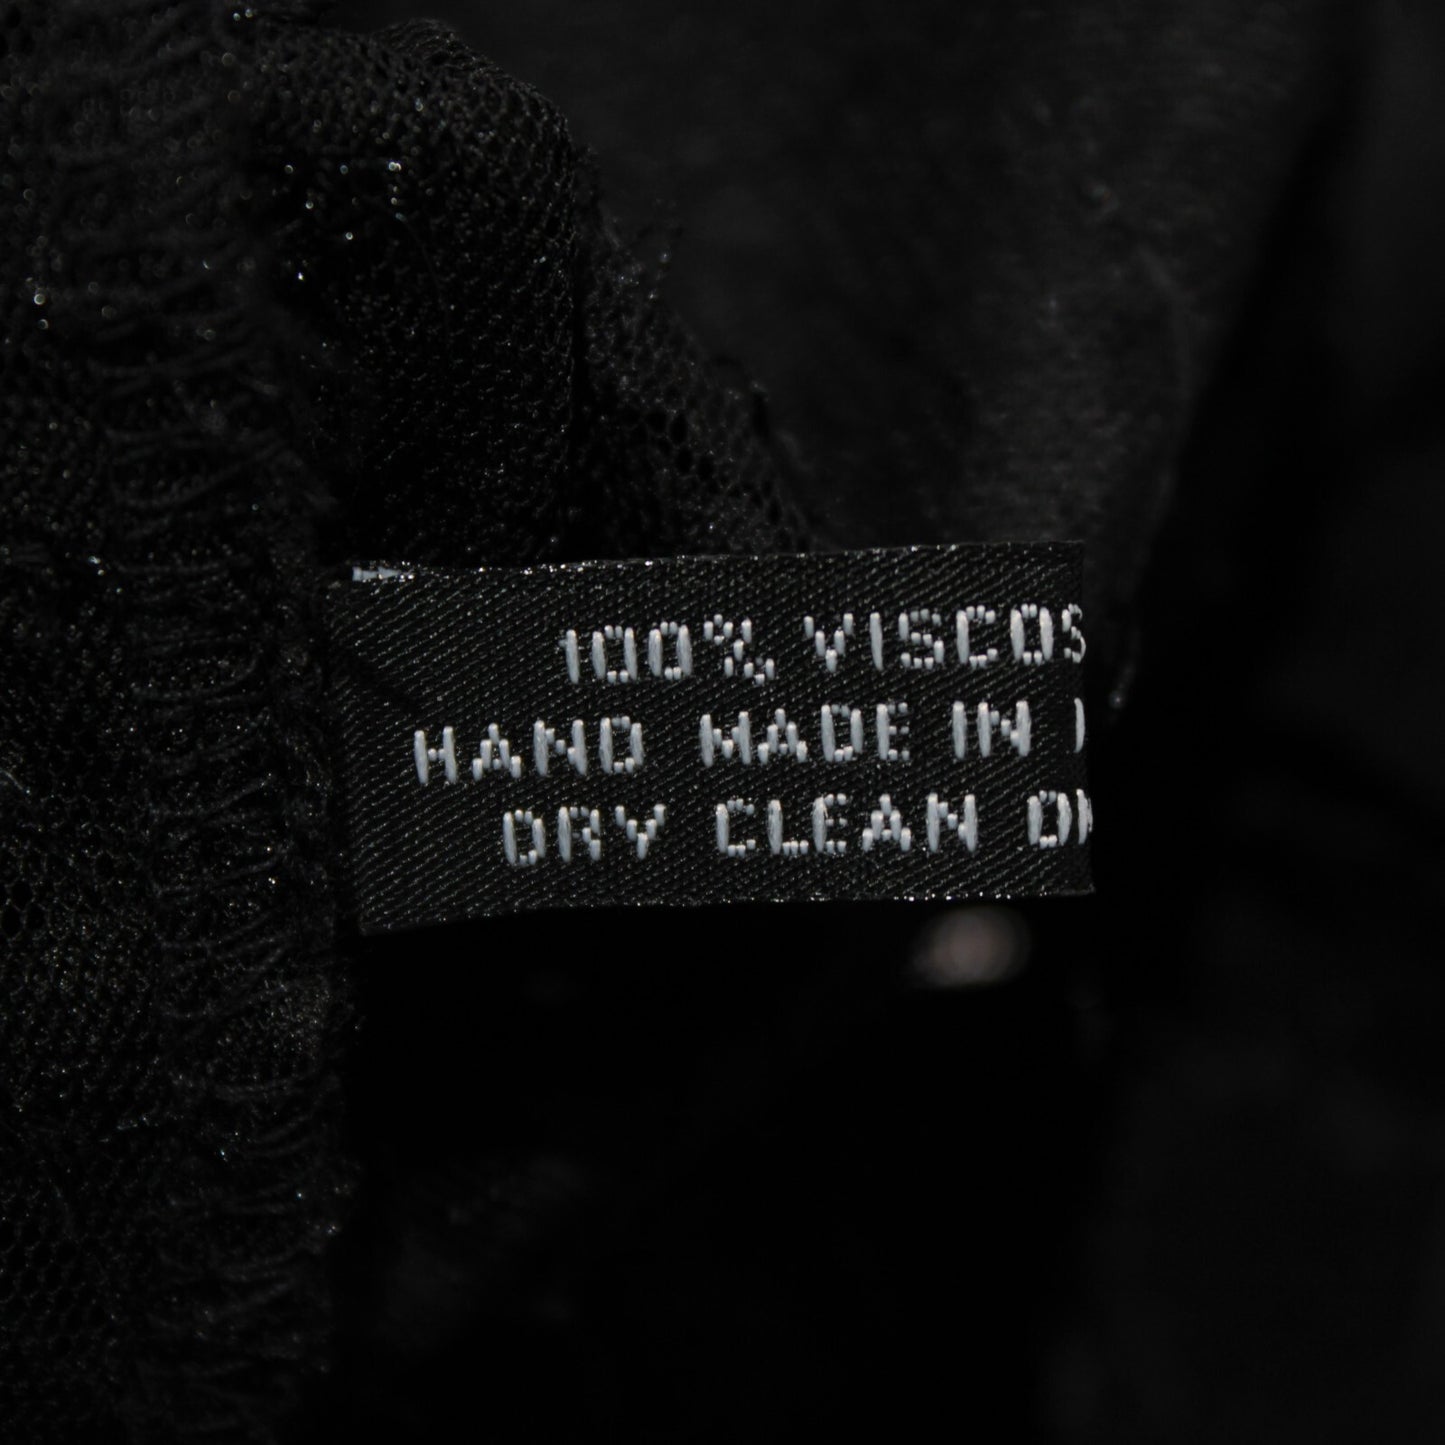 100% VISCOS
HAND MADE IN
DRY CLEAN